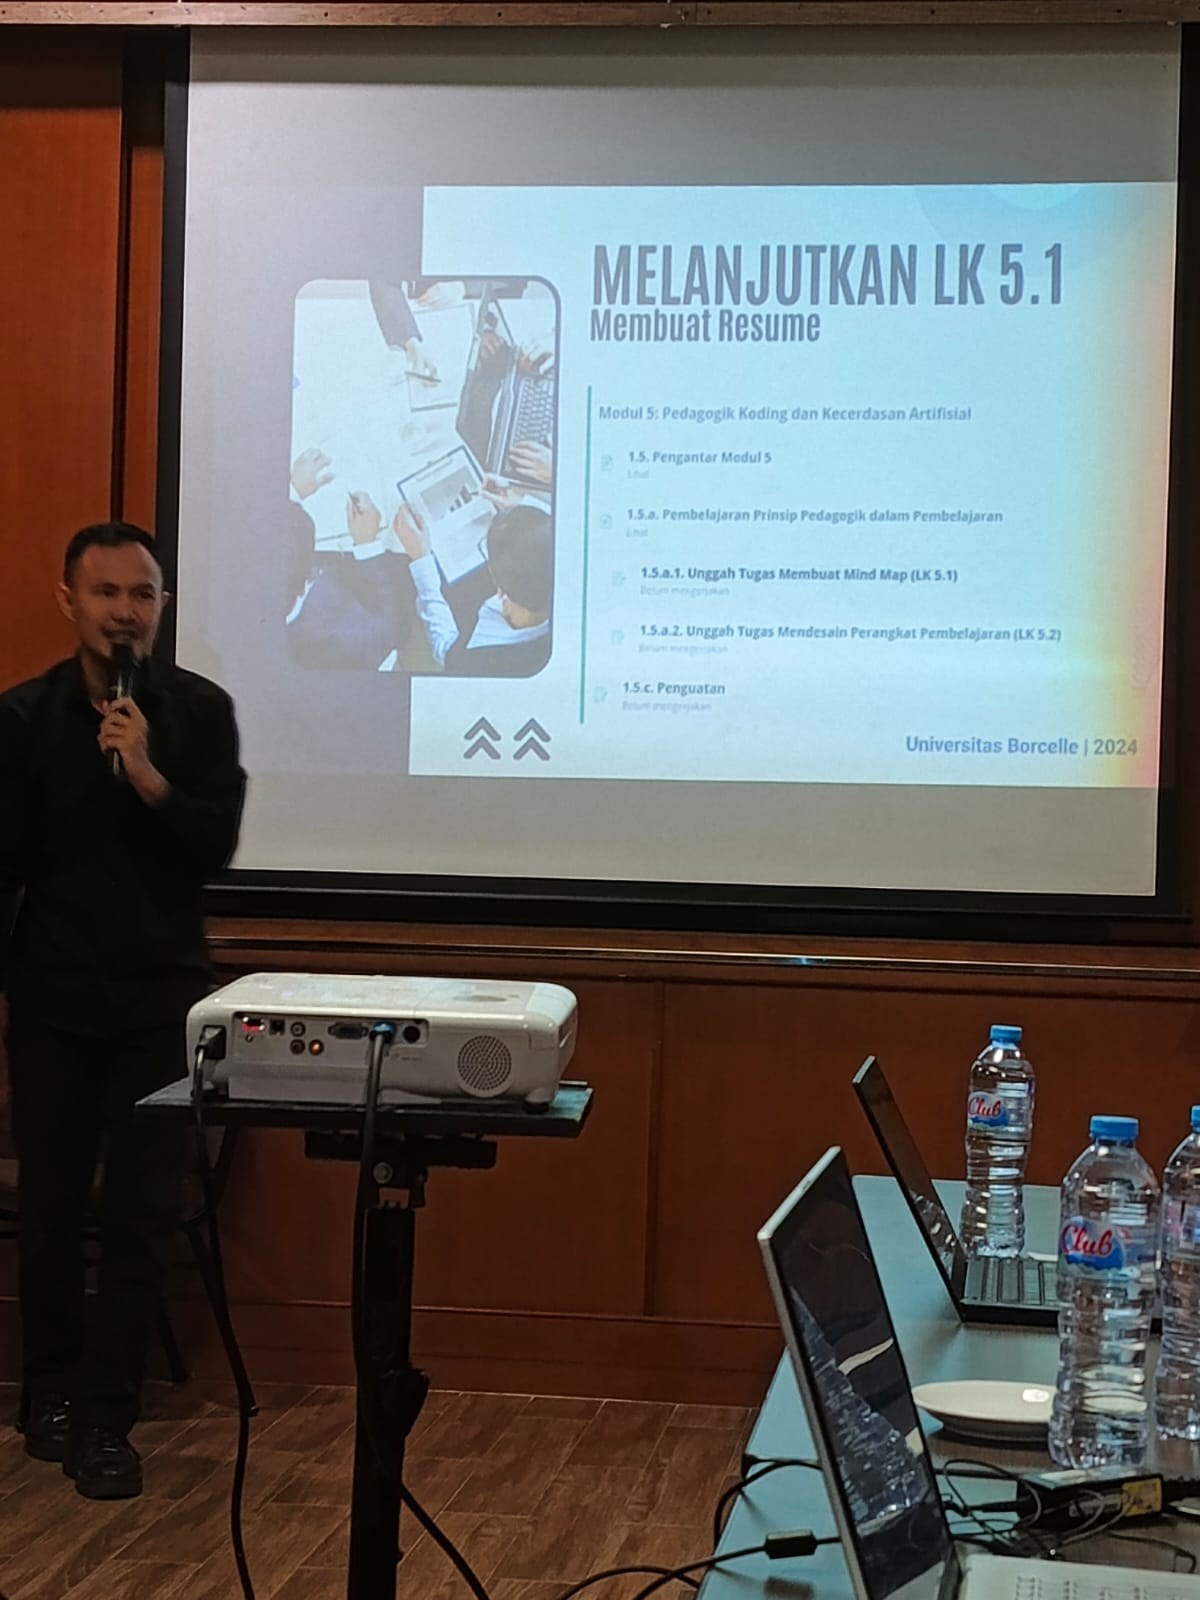 MELANJUTKAN LK 5.1
Membuat Resume
Modul 5: Pedagogik Koding dan Kecerdasan Artifisial
1.5. Pengantar Modul 5
Lihat
1.5.a. Pembelajaran Prinsip Pedagogik dalam Pembelajaran
Lihat
1.5.a.1. Unggah Tugas Membuat Mind Map (LK 5.1)
Belum mengerjakan
1.5.a.2. Unggah Tugas Mendesain Perangkat Pembelajaran (LK 5.2)
Belum mengerjakan
1.5.c. Penguatan
Belum mengerjakan
Universitas Borcelle | 2024
Club
Club